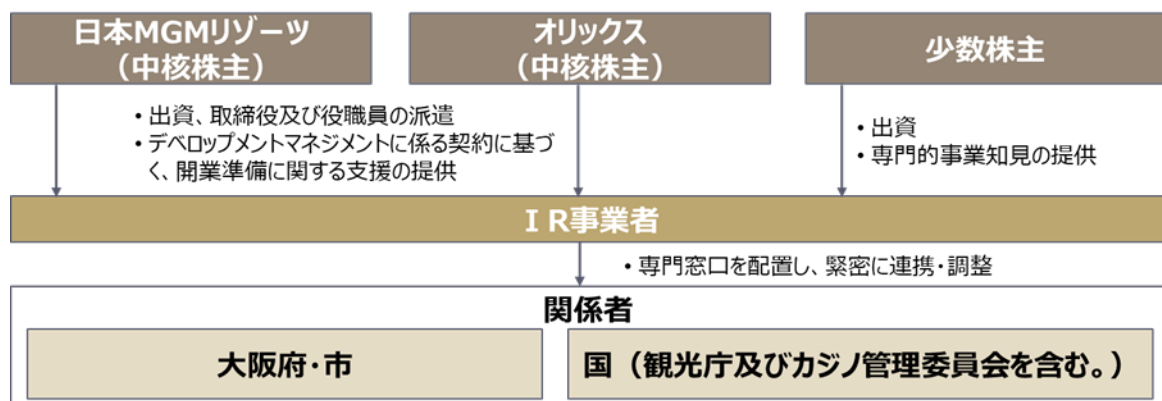 日本MGMリゾーツ
（中核株主）
オリックス
（中核株主）
少数株主
・出資、取締役及び役職員の派遣
・デベロップメントマネジメントに係る契約に基づ
く、開業準備に関する支援の提供
・出資
・専門的事業知見の提供
ＩＲ事業者
・専門窓口を配置し、緊密に連携・調整
関係者
大阪府・市
国（観光庁及びカジノ管理委員会を含む。）